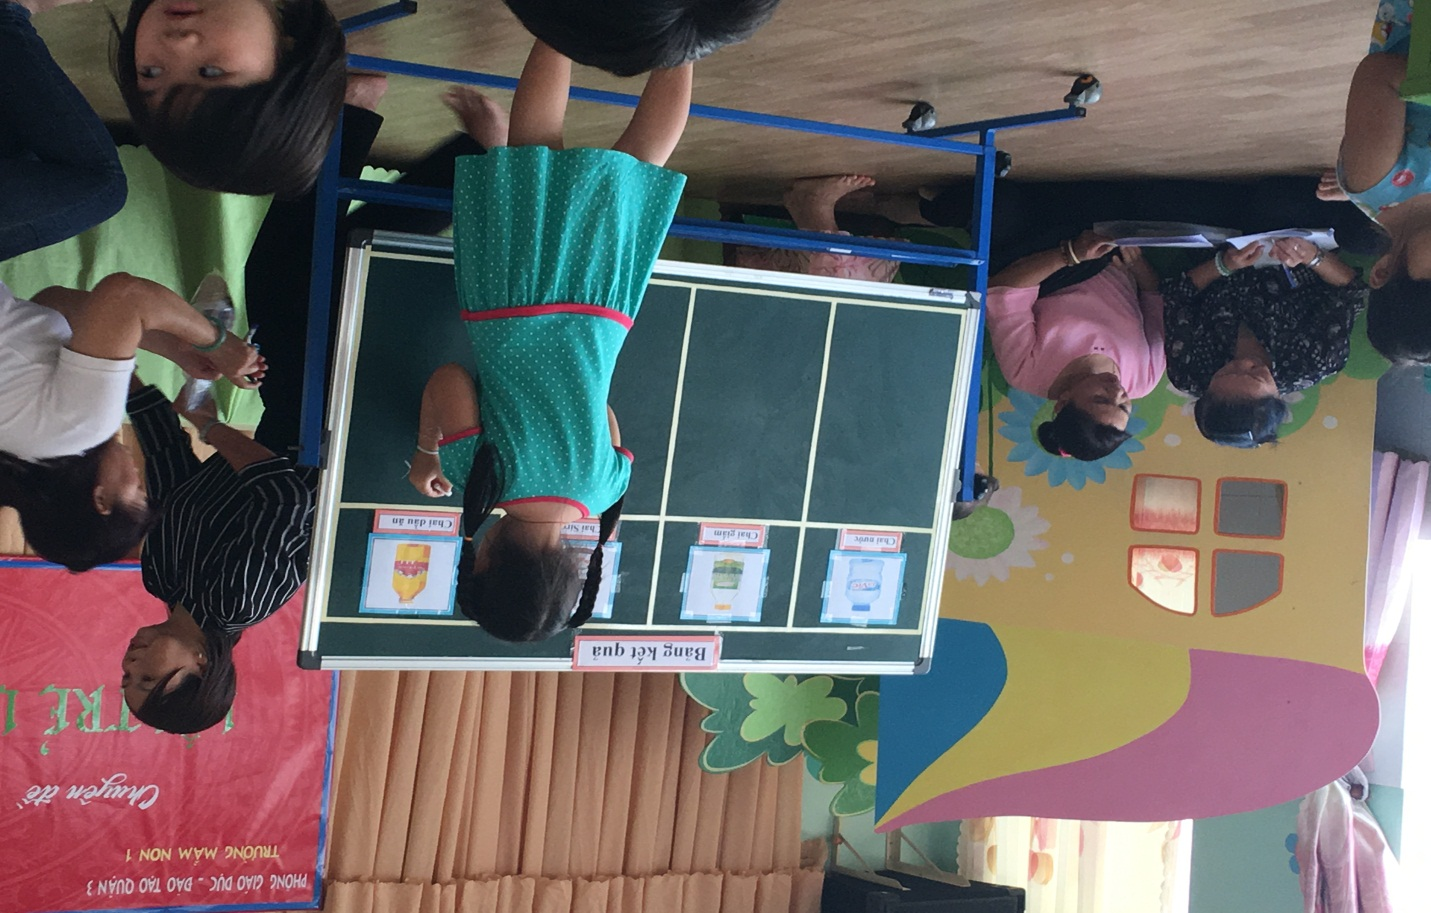 PHÒNG GIÁO DỤC _ ĐÀO TẠO QUẬN 3
TRƯỜNG MẦM NON 1
Chuyên đề
TRẺ
Bảng kết quả
Chai nước
Chai giấm
Chai dầu ăn